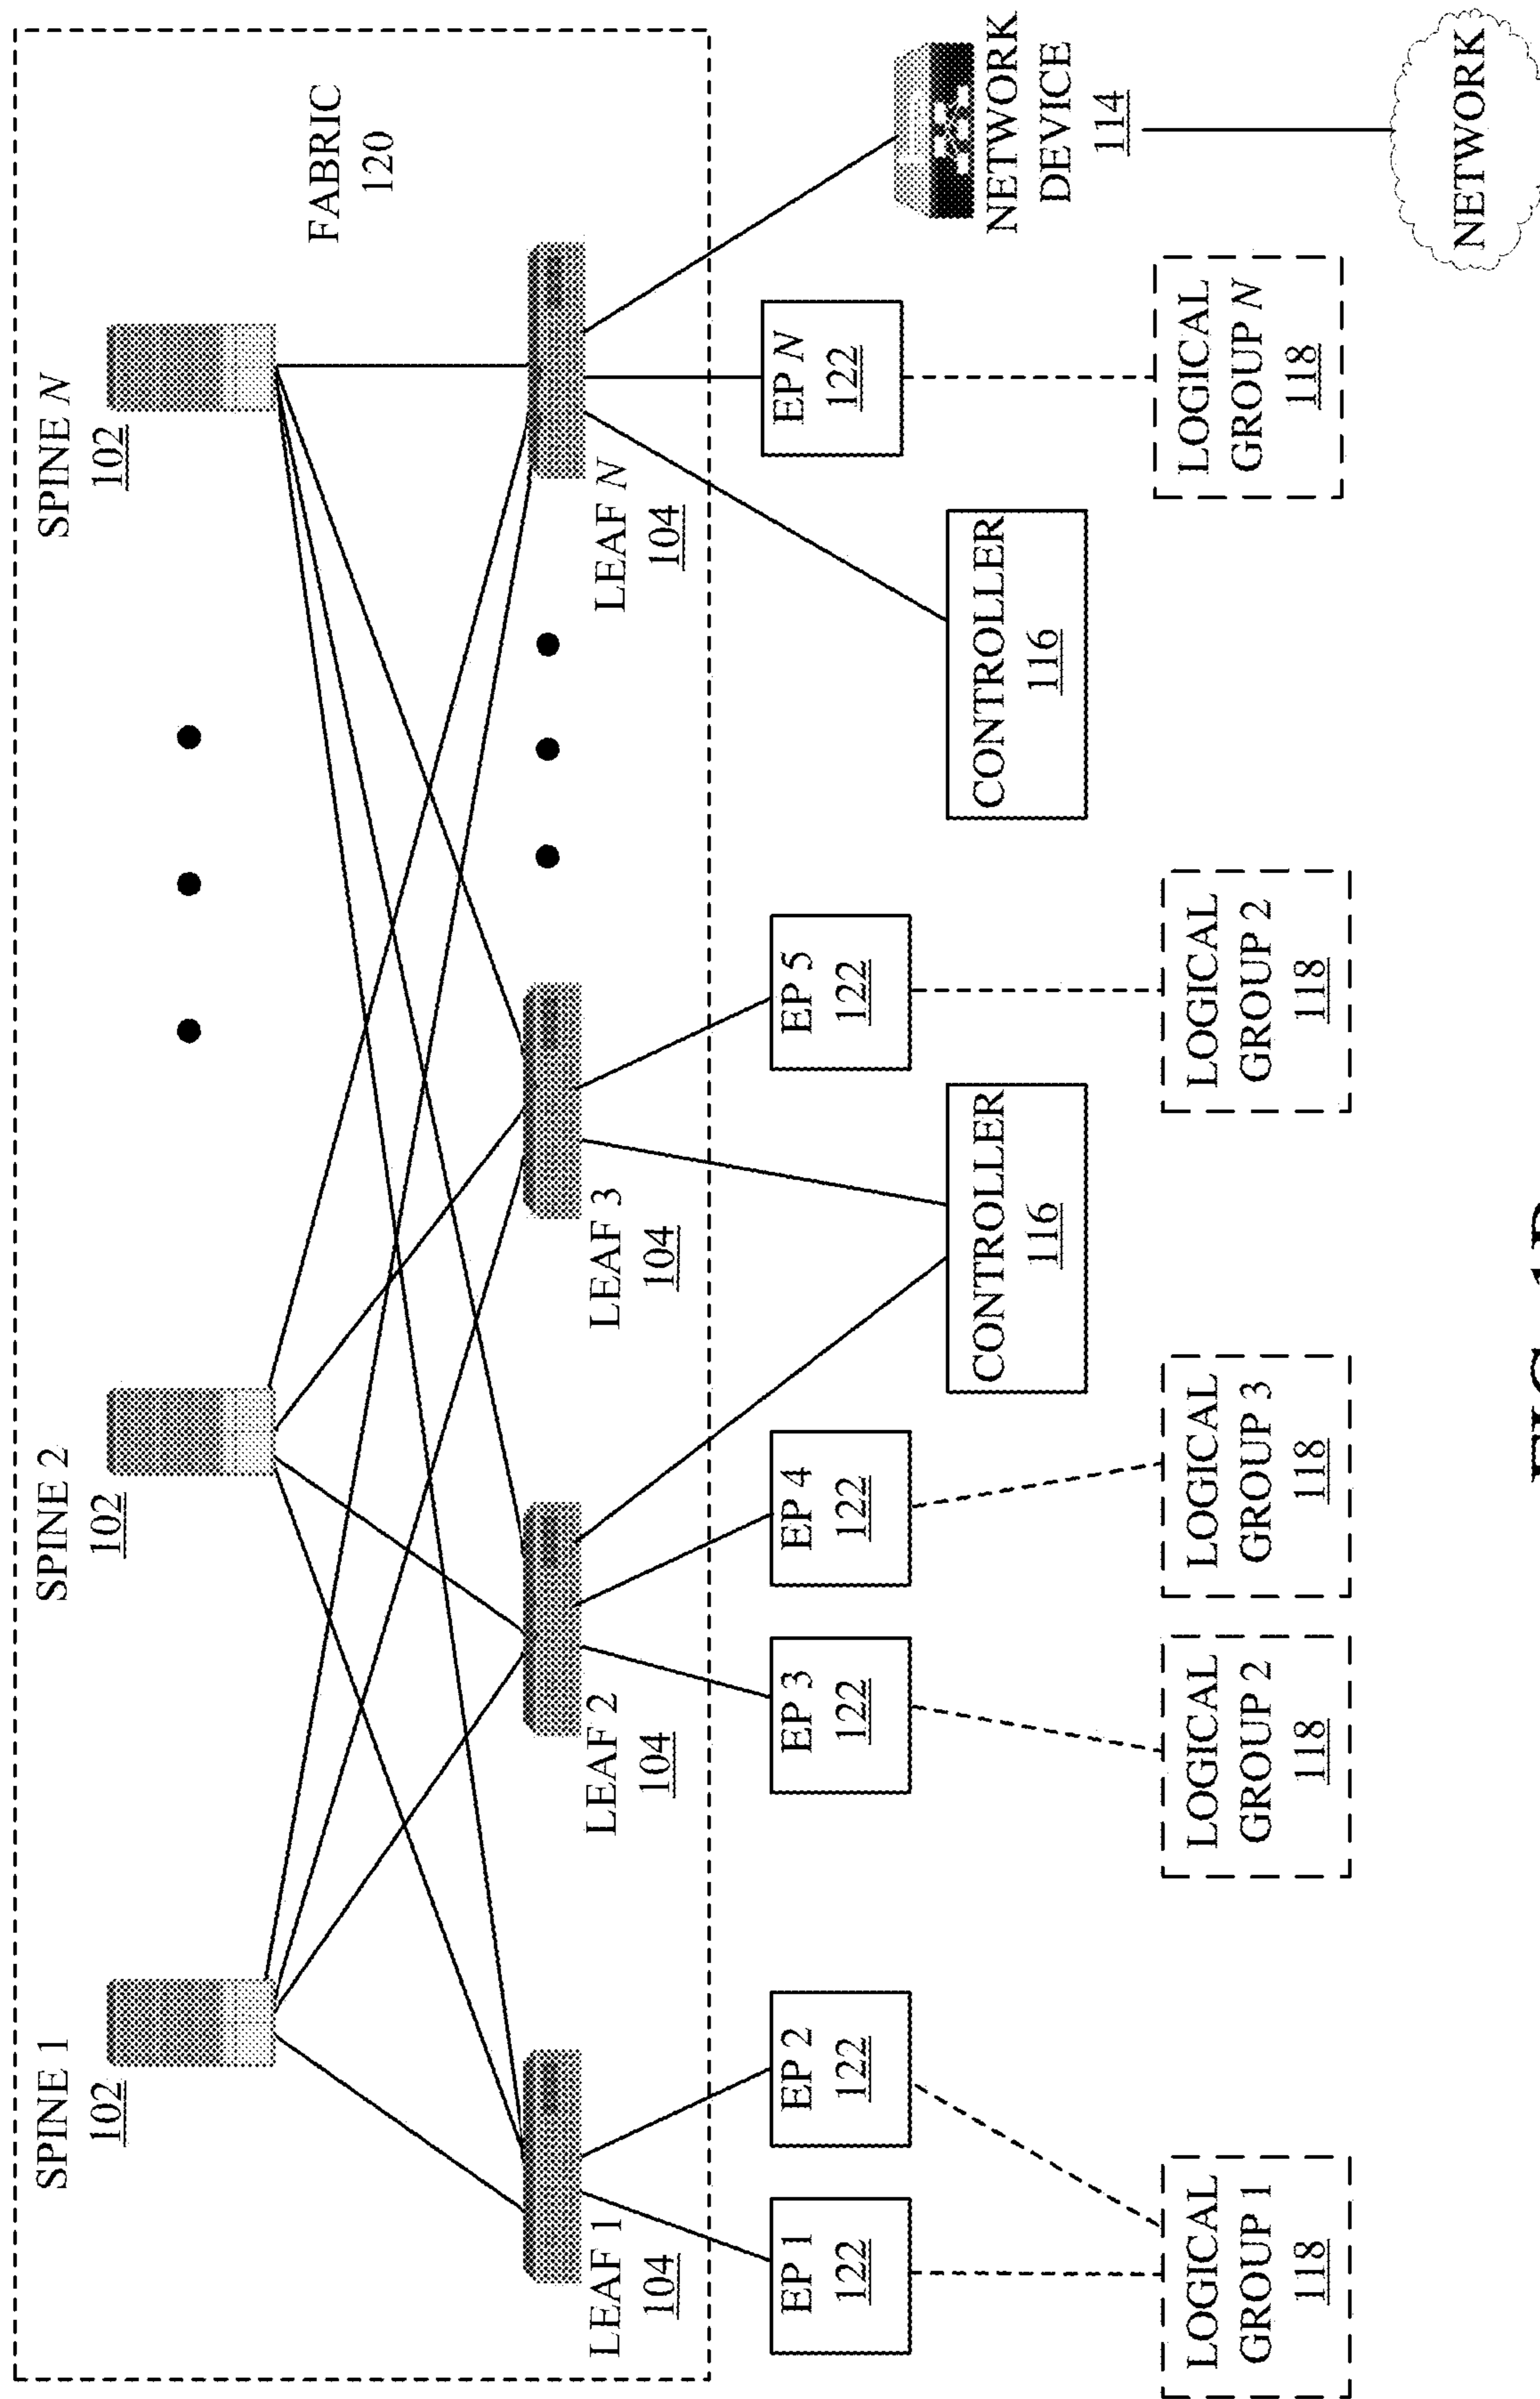 SPINE 1
102
SPINE 2
102
SPINE N
102
FABRIC
120
LEAF 1
104
LEAF 2
104
LEAF 3
104
LEAF N
104
EP 1
122
EP 2
122
EP 3
122
EP 4
122
EP 5
122
EP N
122
CONTROLLER
116
CONTROLLER
116
NETWORK
DEVICE
114
LOGICAL
GROUP 1
118
LOGICAL
GROUP 2
118
LOGICAL
GROUP 3
118
LOGICAL
GROUP 2
118
LOGICAL
GROUP N
118
NETWORK